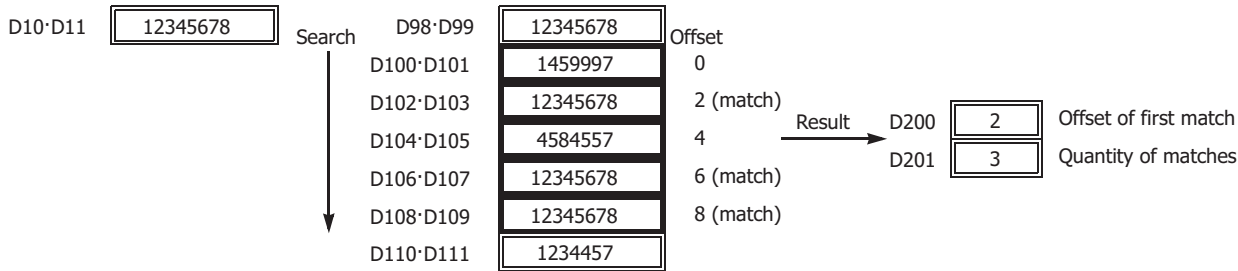 D10·D11 12345678 Search D98·D99 12345678 Offset
D100·D101 1459997 0
D102·D103 12345678 2 (match)
D104·D105 4584557 4
D106·D107 12345678 6 (match)
D108·D109 12345678 8 (match)
D110·D111 1234457
Result D200 2 Offset of first match
D201 3 Quantity of matches